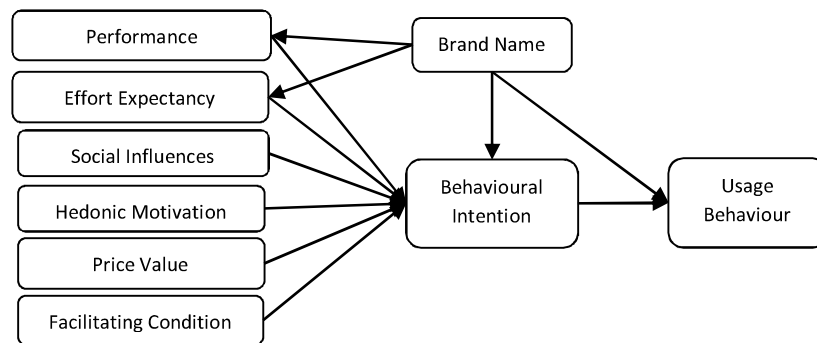 Performance
Brand Name
Effort Expectancy
Social Influences
Hedonic Motivation
Price Value
Facilitating Condition
Behavioural
Intention
Usage
Behaviour